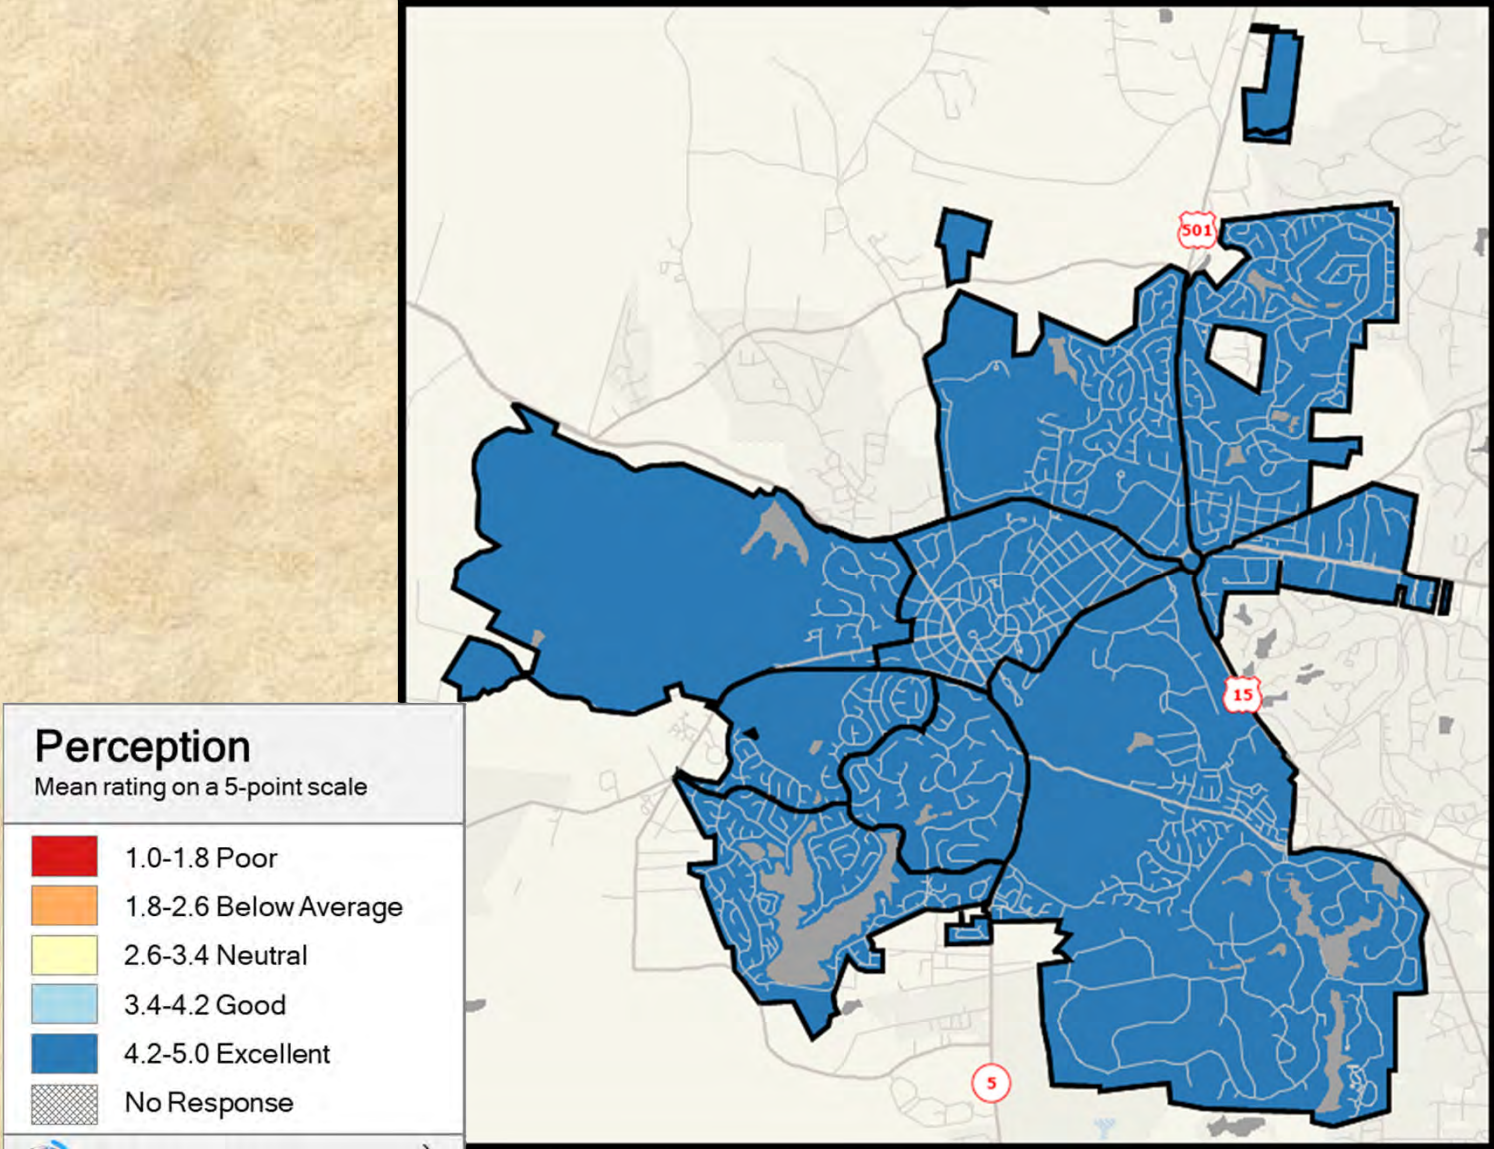 501
15
5
Perception
Mean rating on a 5-point scale
1.0-1.8 Poor
1.8-2.6 Below Average
2.6-3.4 Neutral
3.4-4.2 Good
4.2-5.0 Excellent
No Response